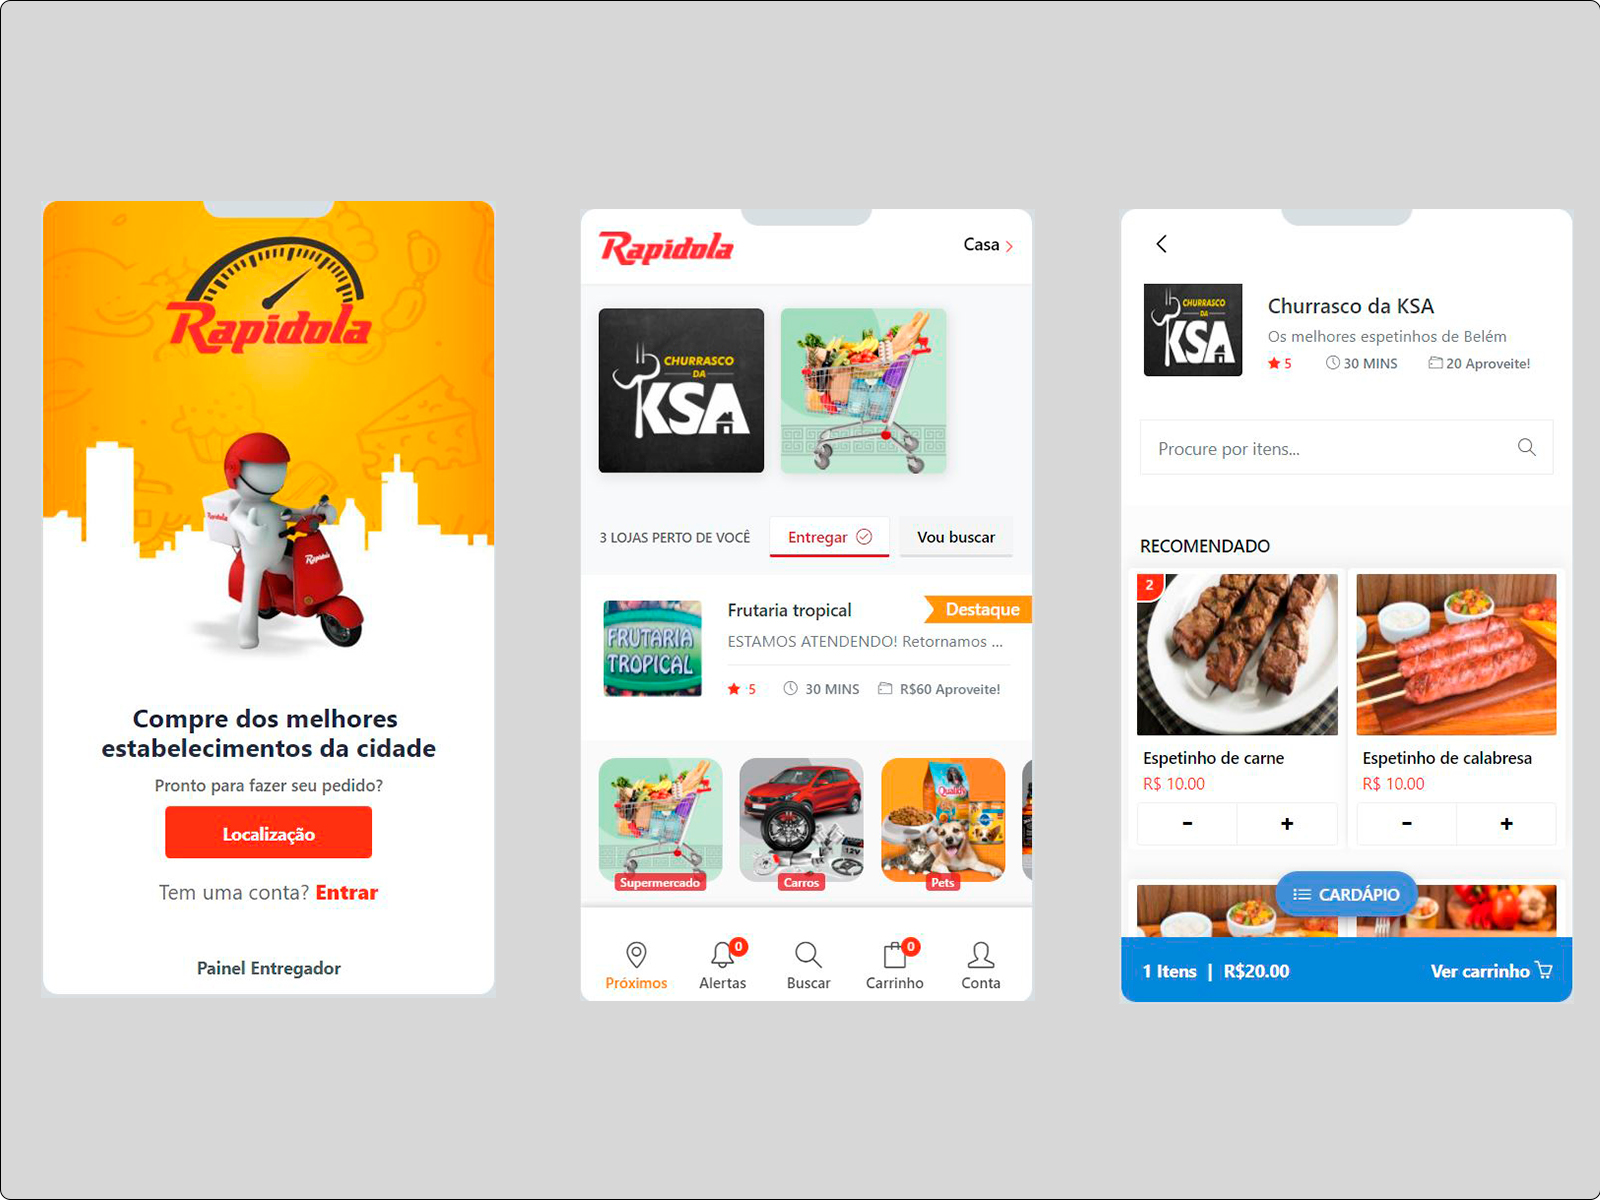 Rapidola
Rapidola
Rapidola
Compre dos melhores
estabelecimentos da cidade
Pronto para fazer seu pedido?
Localização
Tem uma conta? Entrar
Painel Entregador
Rapidola
Casa
CHURRASCO
DA
KSA
3 LOJAS PERTO DE VOCÊ
Entregar
Vou buscar
FRUTARIA
TROPICAL
Frutaria tropical
Destaque
ESTAMOS ATENDENDO! Retornamos ...
5
30 MINS
R$60 Aproveite!
12V
Supermercado
Carros
Pets
0
0
Próximos
Alertas
Buscar
Carrinho
Conta
CHURRASCO
DA
KSA
Churrasco da KSA
Os melhores espetinhos de Belém
5
30 MINS
20 Aproveite!
Procure por itens...
RECOMENDADO
2
Espetinho de carne
R$ 10.00
- +
Espetinho de calabresa
R$ 10.00
- +
CARDÁPIO
1 Itens | R$20.00
Ver carrinho